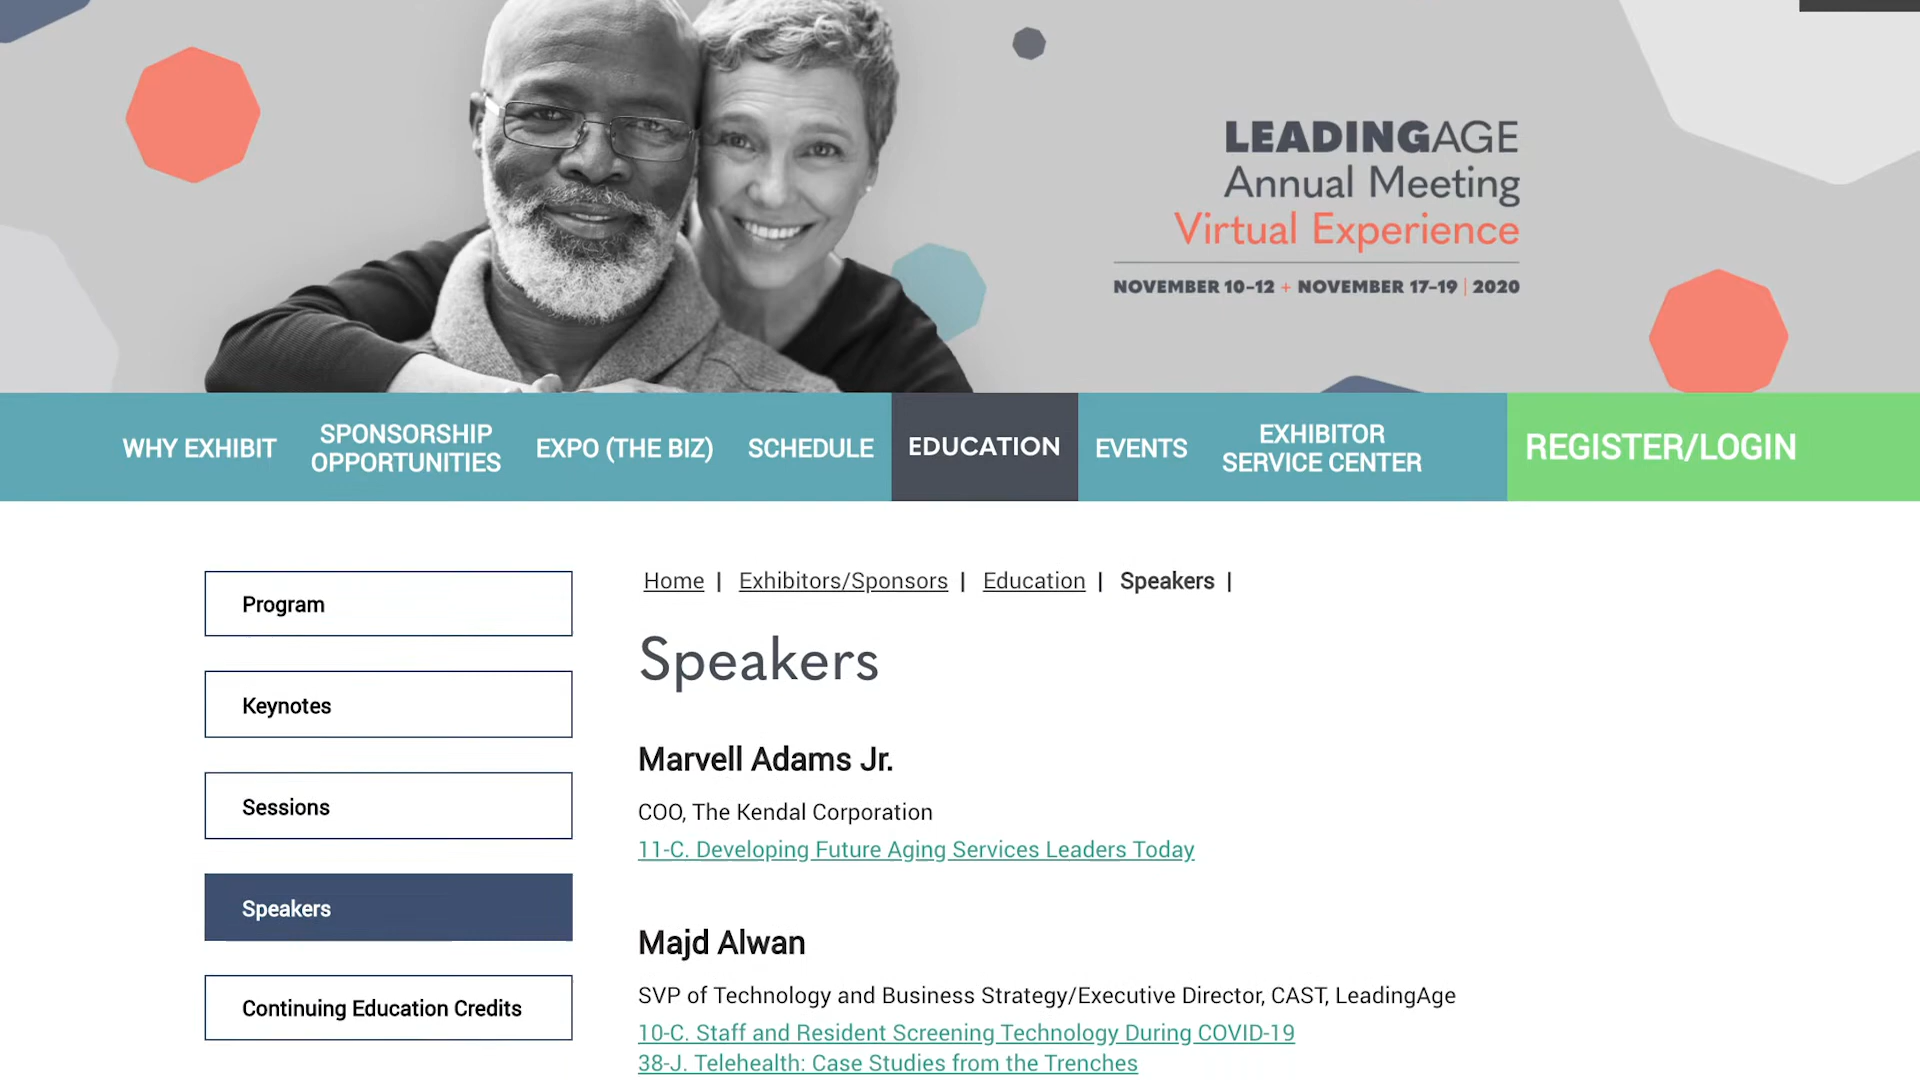 LEADINGAGE
Annual Meeting
Virtual Experience
NOVEMBER 10-12 + NOVEMBER 17-19 | 2020
WHY EXHIBIT
SPONSORSHIP
OPPORTUNITIES
EXPO (THE BIZ)
SCHEDULE
EDUCATION
EVENTS
EXHIBITOR
SERVICE CENTER
REGISTER/LOGIN
Program
Keynotes
Sessions
Speakers
Continuing Education Credits
Home | Exhibitors/Sponsors | Education | Speakers |
Speakers
Marvell Adams Jr.
COO, The Kendal Corporation
11-C. Developing Future Aging Services Leaders Today
Majd Alwan
SVP of Technology and Business Strategy/Executive Director, CAST, LeadingAge
10-C. Staff and Resident Screening Technology During COVID-19
38-J. Telehealth: Case Studies from the Trenches